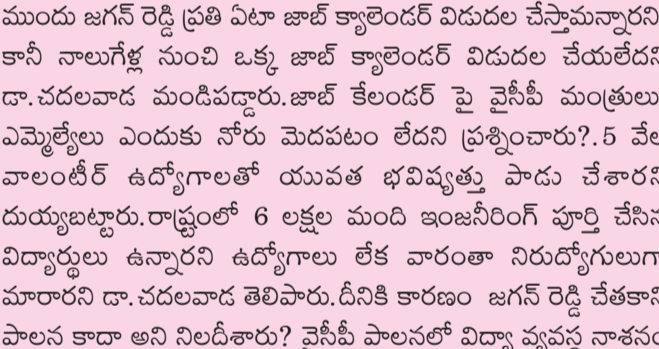 ముందు జగన్ రెడ్డి ప్రతి ఏటా జాబ్ క్యాలెండర్ విడుదల చేస్తామన్నారని
కానీ నాలుగేళ్ల నుంచి ఒక్క జాబ్ క్యాలెండర్ విడుదల చేయలేదని
డా.చదలవాడ మండిపడ్డారు.జాబ్ కేలండర్ పై వైసీపీ మంత్రులు
ఎమ్మెల్యేలు ఎందుకు నోరు మెదపటం లేదని ప్రశ్నించారు?.5 వేల
వాలంటీర్ ఉద్యోగాలతో యువత భవిష్యత్తు పాడు చేశారని
దుయ్యబట్టారు.రాష్ట్రంలో 6 లక్షల మంది ఇంజనీరింగ్ పూర్తి చేసిన
విద్యార్థులు ఉన్నారని ఉద్యోగాలు లేక వారంతా నిరుద్యోగులుగా
మారారని డా.చదలవాడ తెలిపారు.దీనికి కారణం జగన్ రెడ్డి చేతకాని
పాలన కాదా అని నిలదీశారు? వైసీపీ పాలనలో విద్యా వ్యవస్థ నాశనం